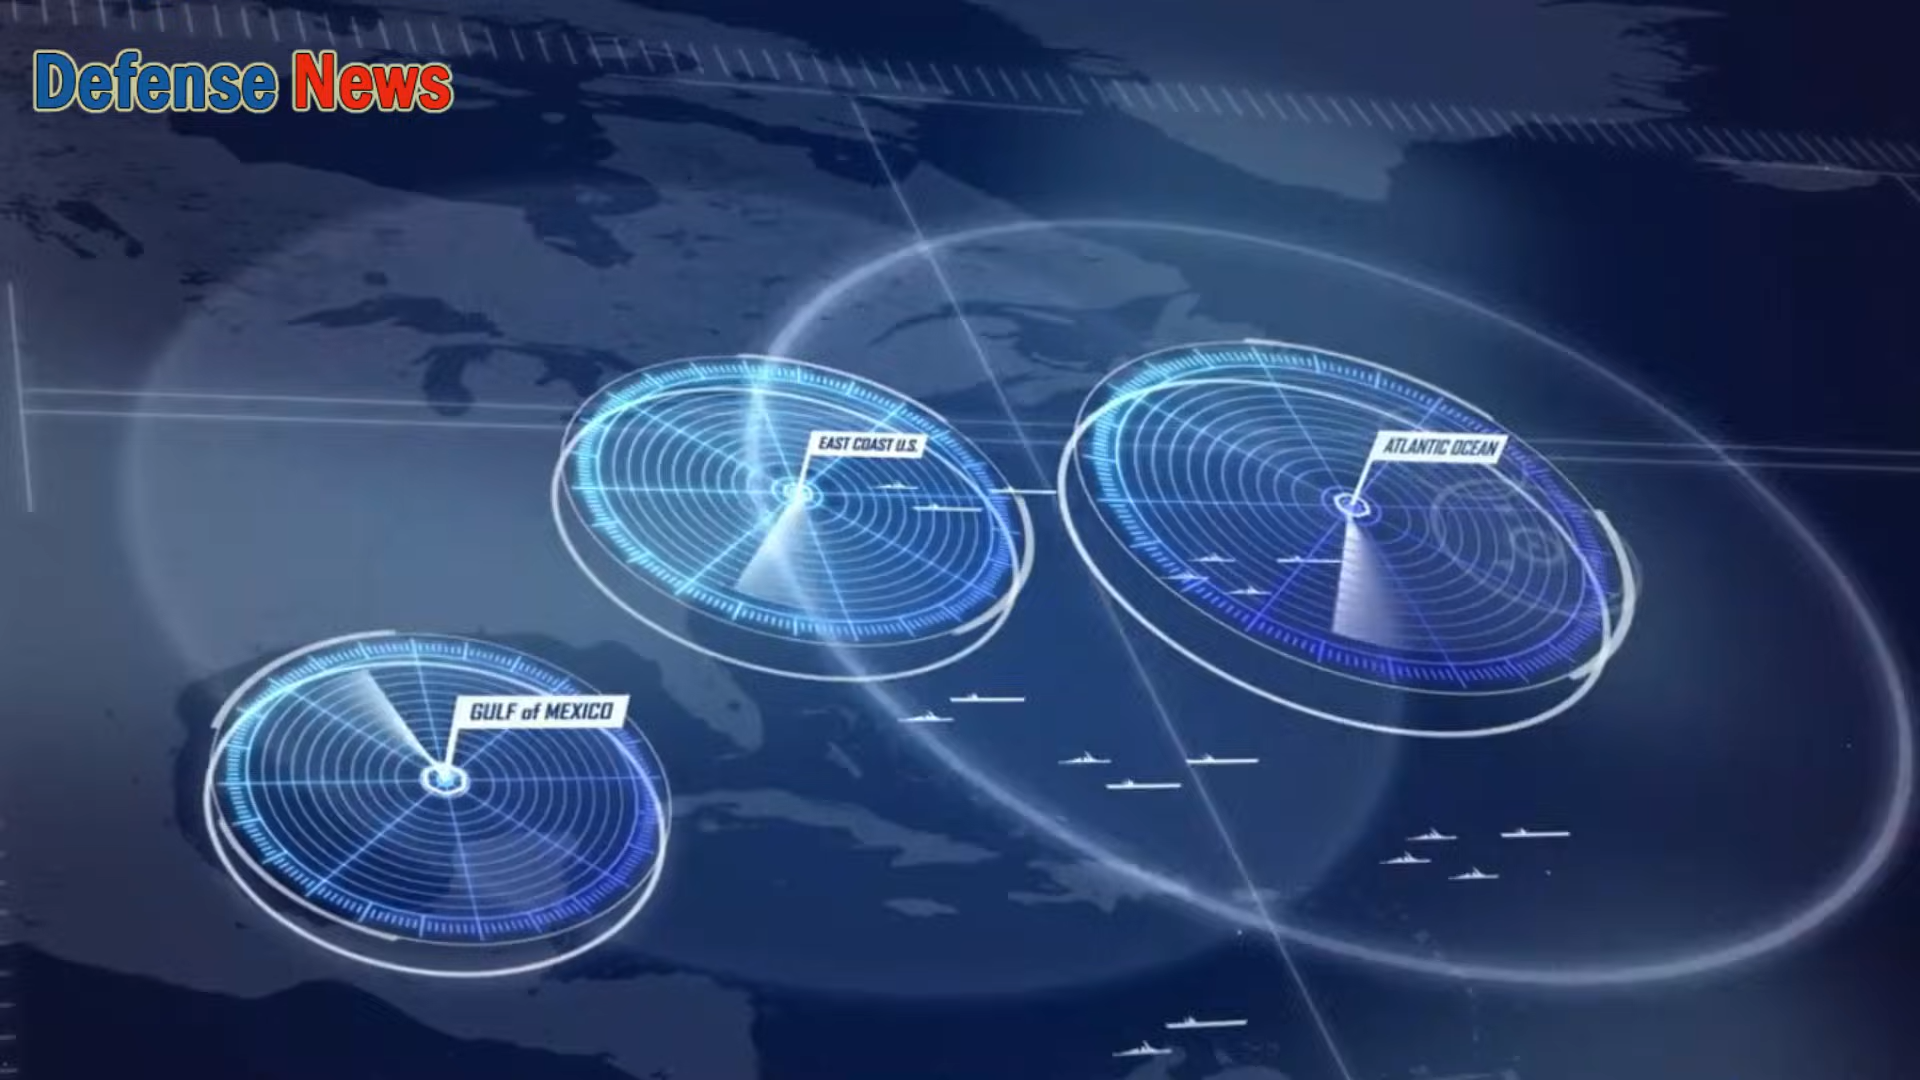 Defense News
EAST COAST U.S.
ATLANTIC OCEAN
GULF of MEXICO